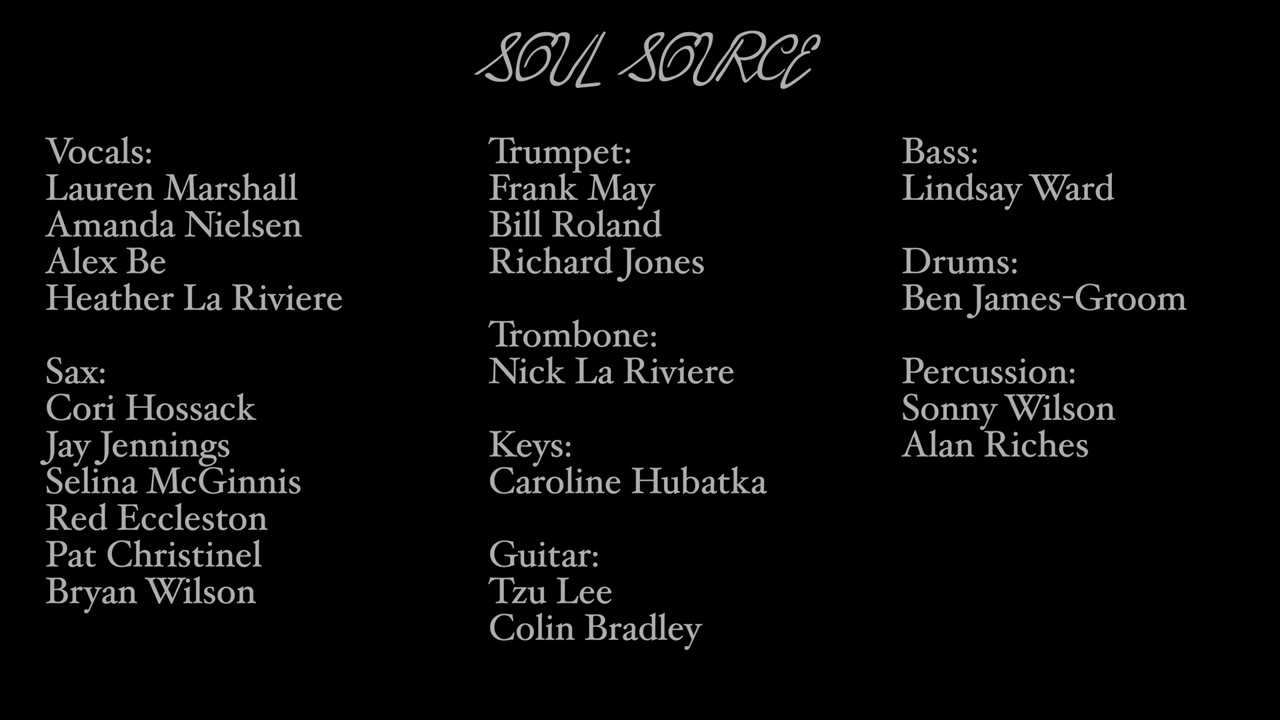 SOUL SOURCE
Vocals:
Lauren Marshall
Amanda Nielsen
Alex Be
Heather La Riviere
Sax:
Cori Hossack
Jay Jennings
Selina McGinnis
Red Eccleston
Pat Christinel
Bryan Wilson
Trumpet:
Frank May
Bill Roland
Richard Jones
Trombone:
Nick La Riviere
Keys:
Caroline Hubatka
Guitar:
Tzu Lee
Colin Bradley
Bass:
Lindsay Ward
Drums:
Ben James-Groom
Percussion:
Sonny Wilson
Alan Riches